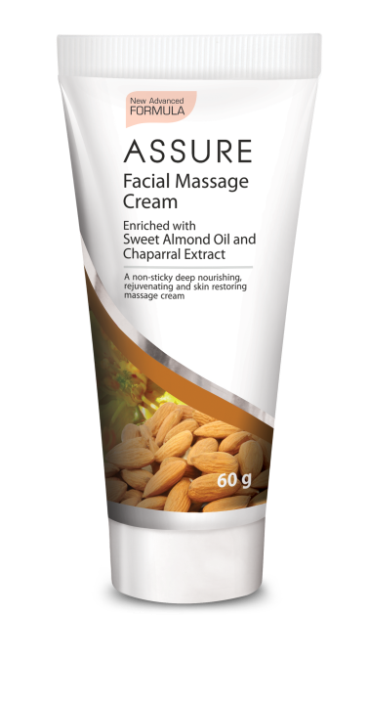 New Advanced
FORMULA
ASSURE
Facial Massage
Cream
Enriched with
Sweet Almond Oil and
Chaparral Extract
A non-sticky deep nourishing,
rejuvenating and skin restoring
massage cream
60 g